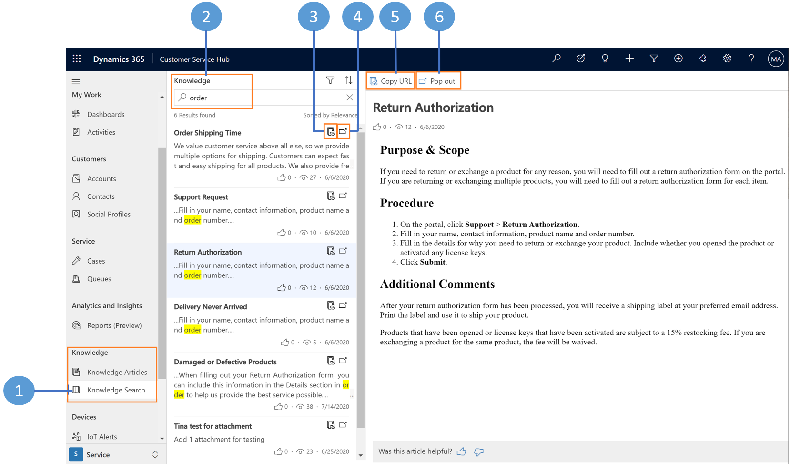 2
3
4
5
6
Dynamics 365
Customer Service Hub
MA
My Work
Dashboards
Activities
Customers
Accounts
Contacts
Social Profiles
Service
Cases
Queues
Analytics and Insights
Reports (Preview)
Knowledge
Knowledge Articles
1
Knowledge Search
Devices
IoT Alerts
S Service
Knowledge
order
6 Results found Sorted by Relevance
Order Shipping Time
We value customer service above all else, so we provide
multiple options for shipping. Customers can expect fas
t and easy shipping for all products. We also provide fre
0 · 27 · 6/6/2020
Support Request
...Fill in your name, contact information, product name a
nd order number...
0 · 10 · 6/6/2020
Return Authorization
...Fill in your name, contact information, product name a
nd order number...
0 · 12 · 6/6/2020
Delivery Never Arrived
...Fill in your name, contact information, product name a
nd order number...
Damaged or Defective Products
...When filling out your Return Authorization form, you
can include this information in the Details section in or
der to help us provide the best service possible...
0 · 38 · 7/14/2020
Tina test for attachment
Add 1 attachment for testing
0 · 23 · 6/25/2020
Copy URL
Pop out
Return Authorization
0 · 12 · 6/6/2020
Purpose & Scope
If you need to return or exchange a product for any reason, you will need to fill out a return authorization form on the portal.
If you are returning or exchanging multiple products, you will need to fill out a return authorization form for each item.
Procedure
1. On the portal, click Support > Return Authorization.
2. Fill in your name, contact information, product name and order number.
3. Fill in the details for why you need to return or exchange your product. Include whether you opened the product or
activated any license keys
4. Click Submit.
Additional Comments
After your return authorization form has been processed, you will receive a shipping label at your preferred email address.
Print the label and use it to ship your product.
Products that have been opened or license keys that have been activated are subject to a 15% restocking fee. If you are
exchanging a product for the same product, the fee will be waived.
Was this article helpful?